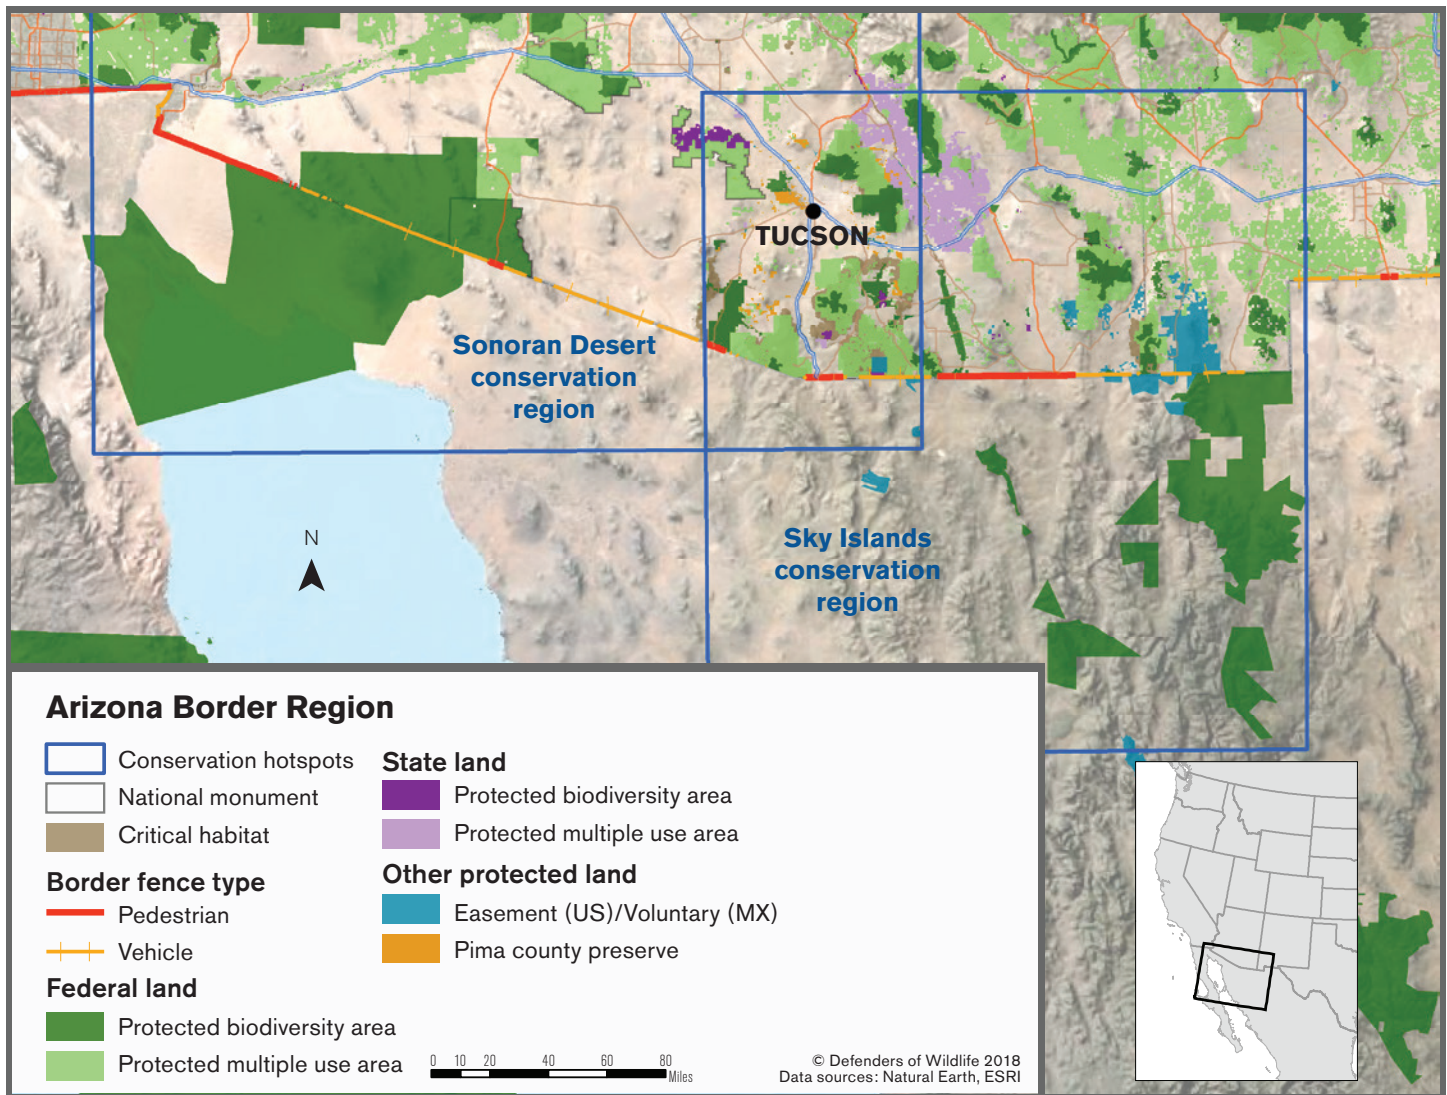 TUCSON
Sonoran Desert
conservation
region
Sky Islands
conservation
region
N
Arizona Border Region
Conservation hotspots
National monument
Critical habitat
Border fence type
Pedestrian
Vehicle
Federal land
Protected biodiversity area
Protected multiple use area
State land
Protected biodiversity area
Protected multiple use area
Other protected land
Easement (US)/Voluntary (MX)
Pima county preserve
0 10 20 40 60 80
Miles
© Defenders of Wildlife 2018
Data sources: Natural Earth, ESRI